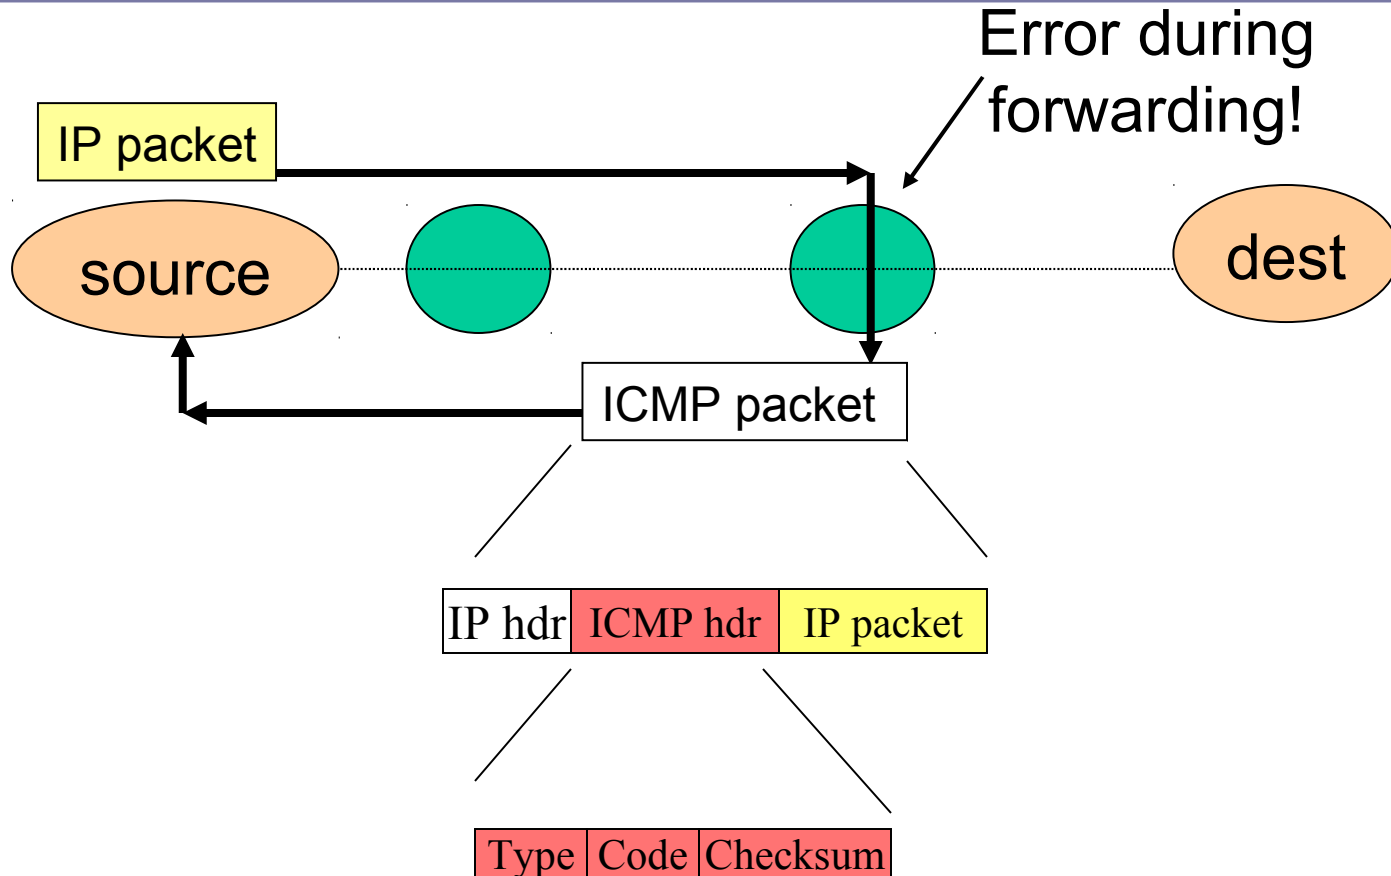 Error during
forwarding!
IP packet
source
dest
ICMP packet
IP hdr ICMP hdr IP packet
Type Code Checksum